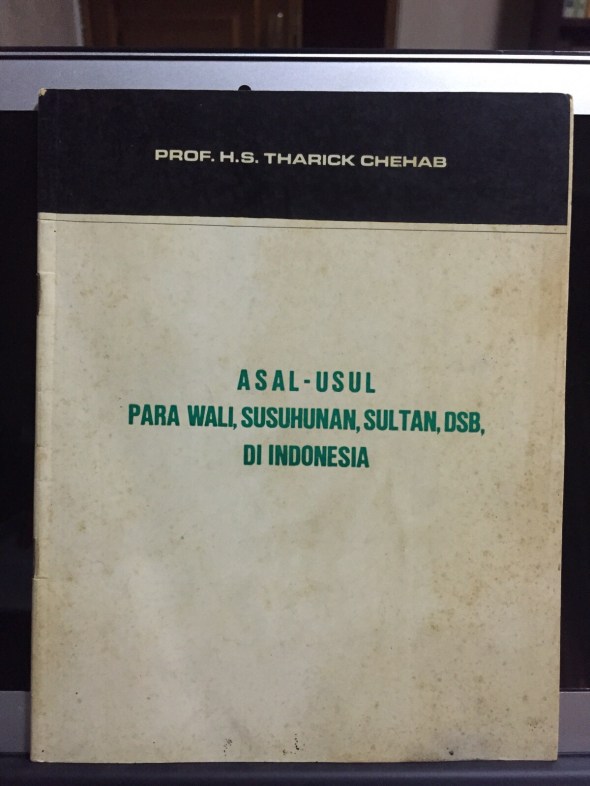 PROF. H.S. THARICK CHEHAB
ASAL-USUL
PARA WALI, SUSUHUNAN, SULTAN, DSB,
DI INDONESIA